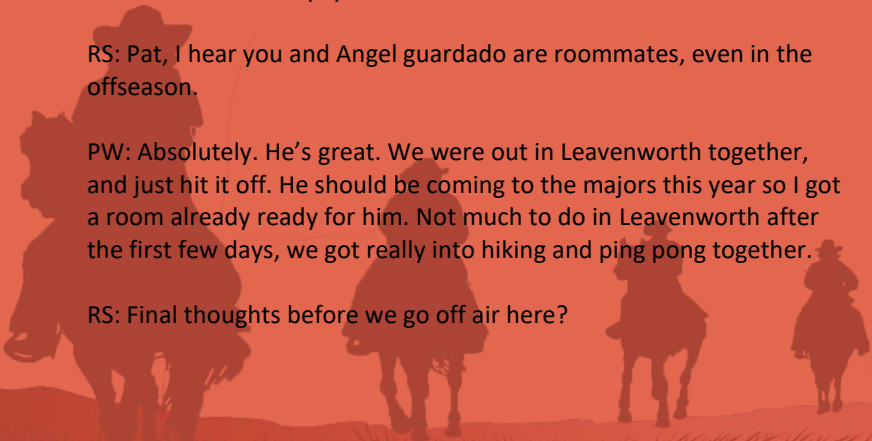 RS: Pat, I hear you and Angel guardado are roommates, even in the
offseason.
PW: Absolutely. He's great. We were out in Leavenworth together,
and just hit it off. He should be coming to the majors this year so I got
a room already ready for him. Not much to do in Leavenworth after
the first few days, we got really into hiking and ping pong together.
RS: Final thoughts before we go off air here?